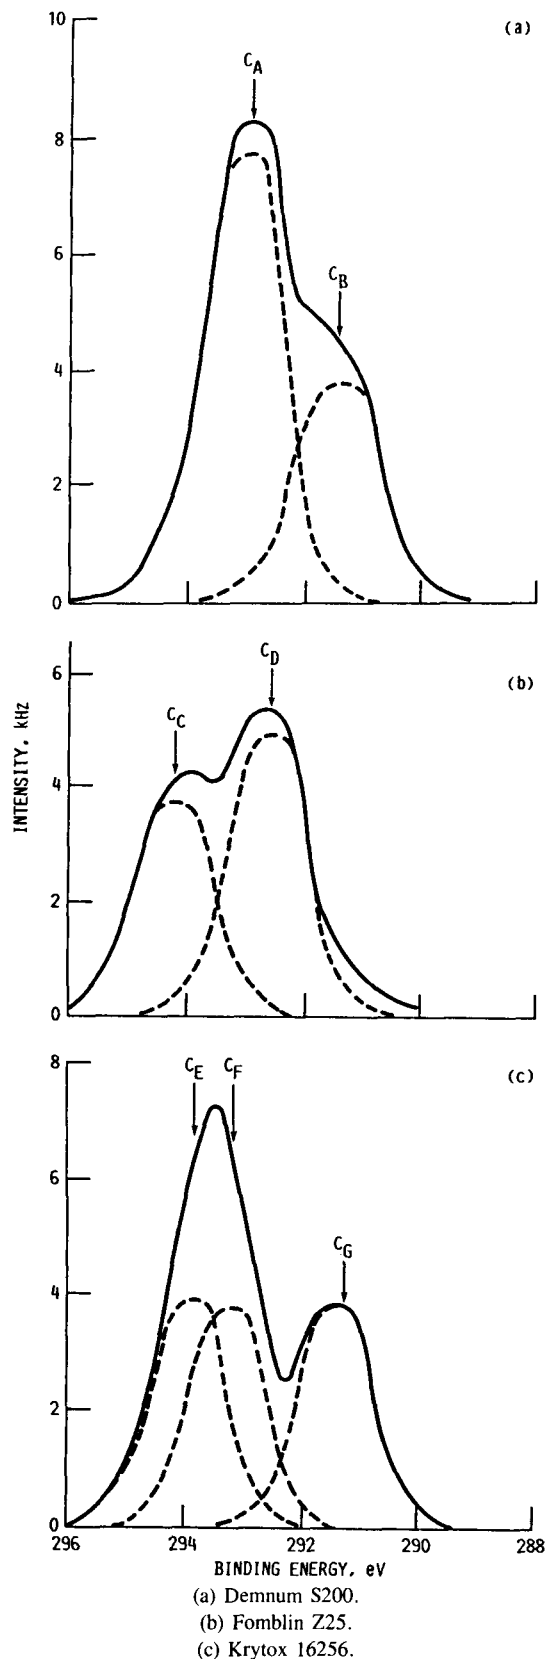 10
(a)
CA
8
6
CB
4
2
0
6
CD
(b)
CC
4
2
0
INTENSITY, kHz
8
CE CF
(c)
6
CG
4
2
0
296 294 292 290 288
BINDING ENERGY, eV
(a) Demnum S200.
(b) Fomblin Z25.
(c) Krytox 16256.